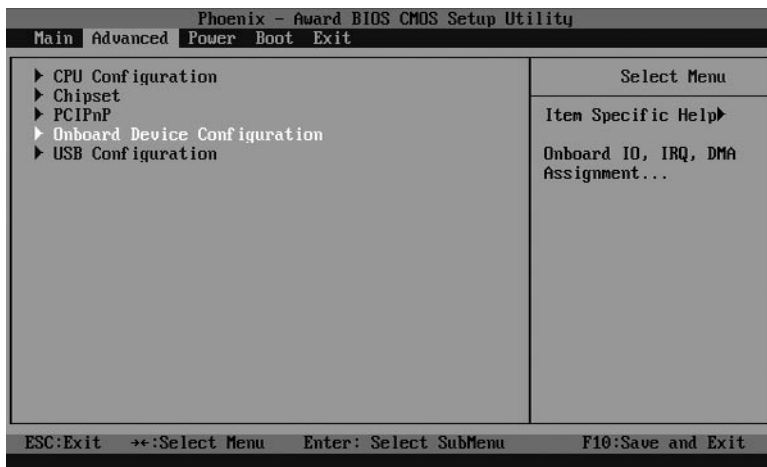 Phoenix - Award BIOS CMOS Setup Utility
Main Advanced Power Boot Exit
▶ CPU Configuration
▶ Chipset
▶ PCIPnP
▶ Onboard Device Configuration
▶ USB Configuration
Select Menu
Item Specific Help▶
Onboard IO, IRQ, DMA
Assignment...
ESC:Exit →←:Select Menu Enter: Select SubMenu F10:Save and Exit